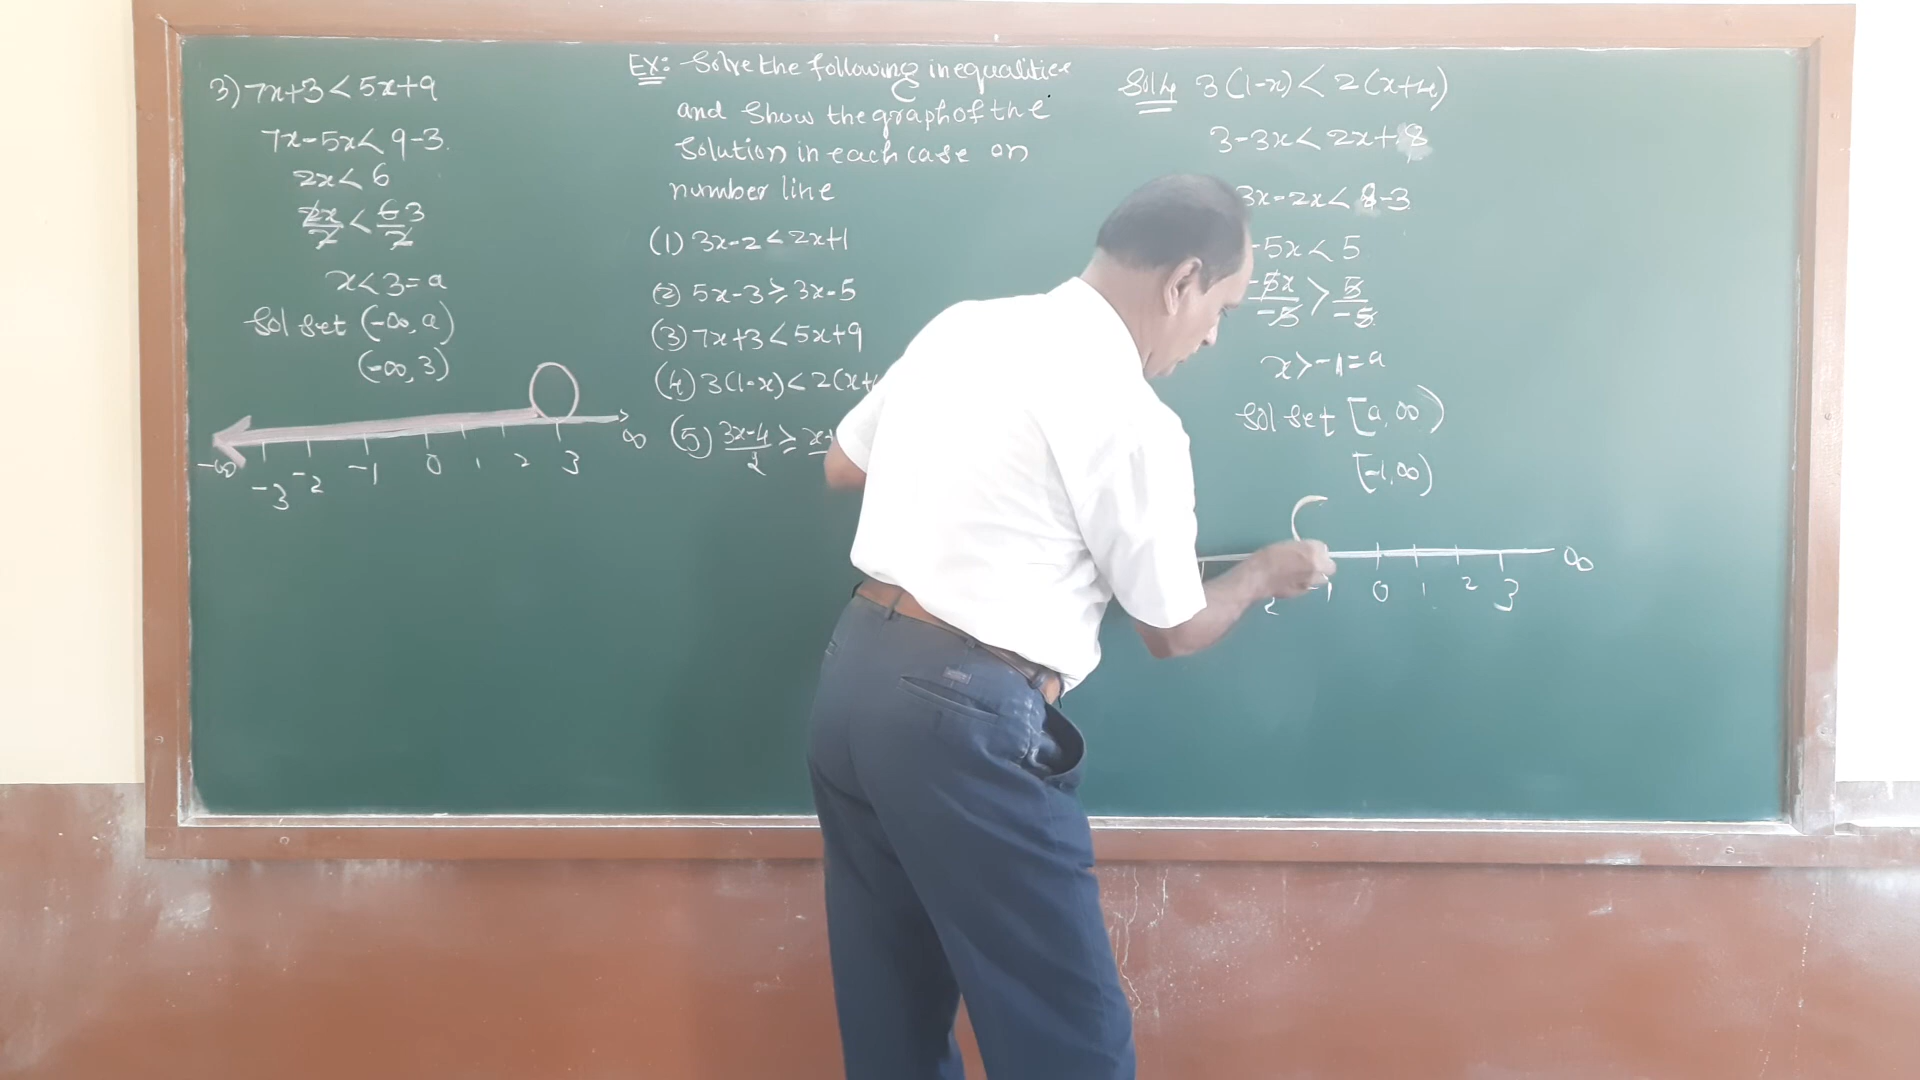 3) 7x+3 < 5x+9
7x-5x < 9-3
2x < 6
2x/2 < 6/2 3
x < 3 = a
Sol set (-∞, a)
(-∞, 3)
-∞ -3 -2 -1 0 1 2 3 ∞
EX: Solve the following inequalities
and Show the graph of the
Solution in each case on
number line
(1) 3x-2 < 2x+1
(2) 5x-3 ≥ 3x-5
(3) 7x+3 < 5x+9
(4) 3(1-x) < 2(x+
(5) 3x-4/2 ≥ x+
3(1-x) < 2(x+4)
3-3x < 2x+8
3x-2x < 8-3
-5x < 5
-5x/-5 > 5/-5
x > -1 = a
Sol set [a, ∞)
[-1, ∞)
2 -1 0 1 2 3 ∞